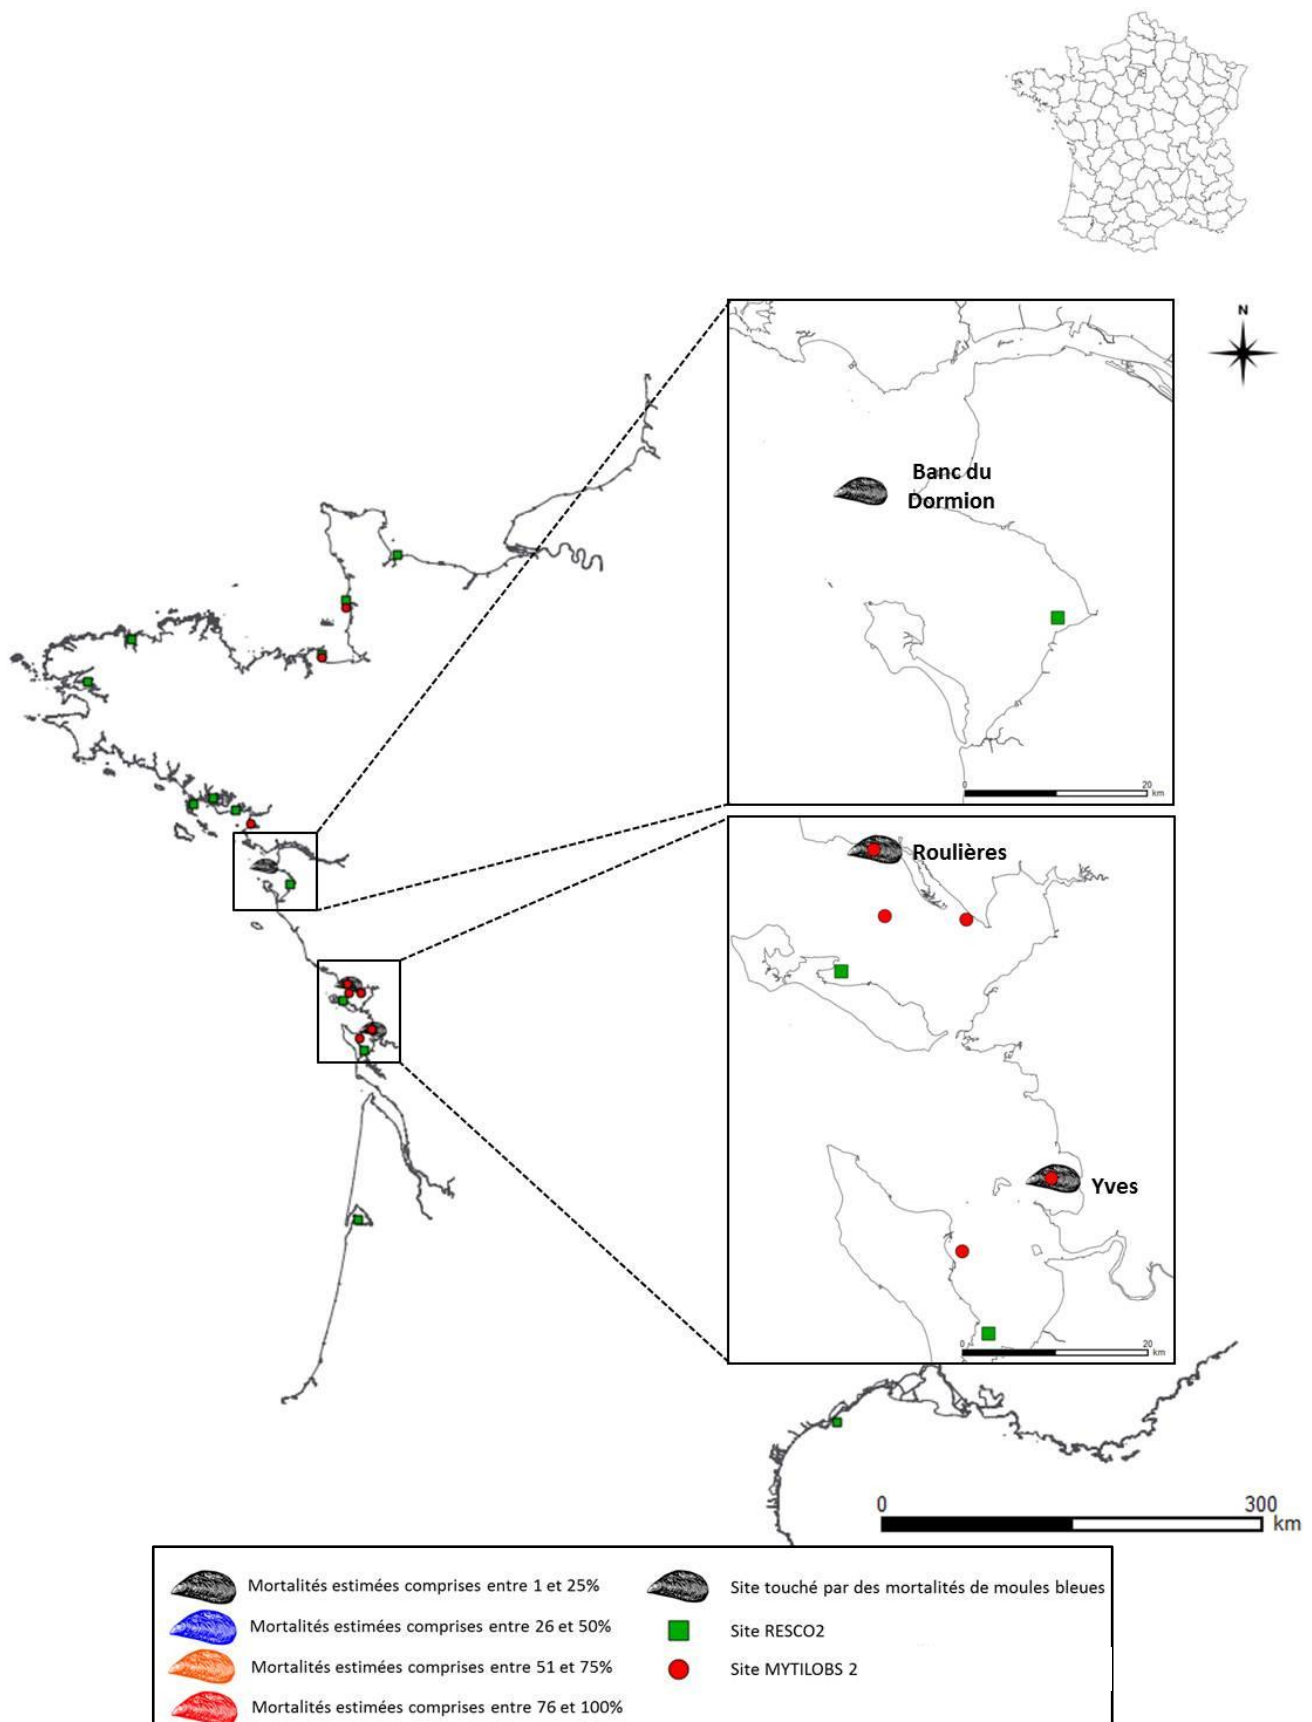 N
Banc du
Dormion
0
20
km
Roulières
Yves
0
20
km
0
300
km
Mortalités estimées comprises entre 1 et 25%
Mortalités estimées comprises entre 26 et 50%
Mortalités estimées comprises entre 51 et 75%
Mortalités estimées comprises entre 76 et 100%
Site touché par des mortalités de moules bleues
Site RESCO2
Site MYTILOBS 2